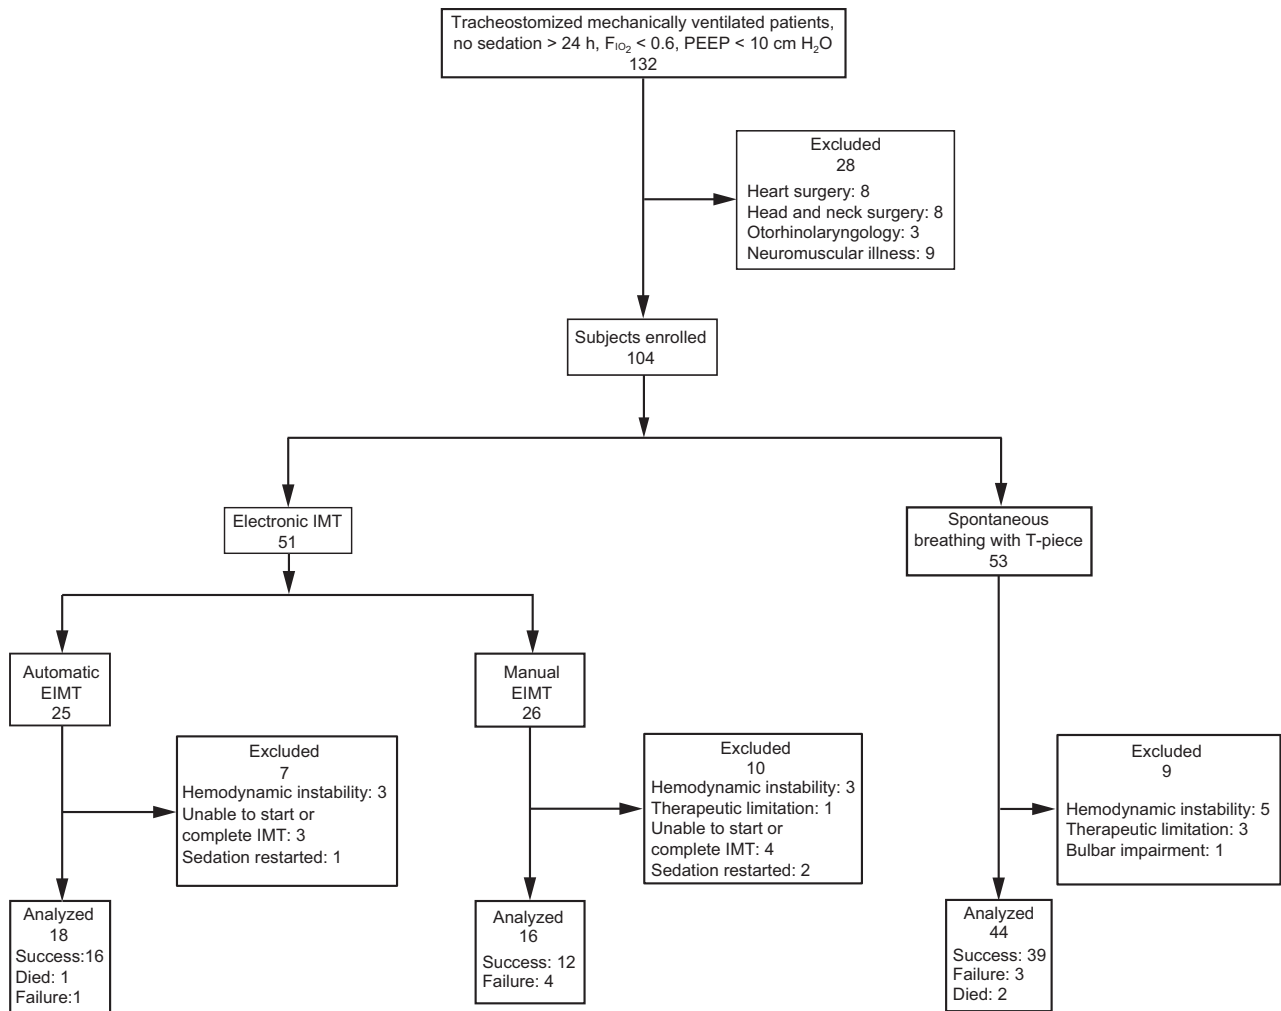 Tracheostomized mechanically ventilated patients,
no sedation > 24 h, FIO2 < 0.6, PEEP < 10 cm H2O
132
Excluded
28
Heart surgery: 8
Head and neck surgery: 8
Otorhinolaryngology: 3
Neuromuscular illness: 9
Subjects enrolled
104
Electronic IMT
51
Spontaneous
breathing with T-piece
53
Automatic
EIMT
25
Manual
EIMT
26
Excluded
7
Hemodynamic instability: 3
Unable to start or
complete IMT: 3
Sedation restarted: 1
Excluded
10
Hemodynamic instability: 3
Therapeutic limitation: 1
Unable to start or
complete IMT: 4
Sedation restarted: 2
Excluded
9
Hemodynamic instability: 5
Therapeutic limitation: 3
Bulbar impairment: 1
Analyzed
18
Success:16
Died: 1
Failure:1
Analyzed
16
Success: 12
Failure: 4
Analyzed
44
Success: 39
Failure: 3
Died: 2